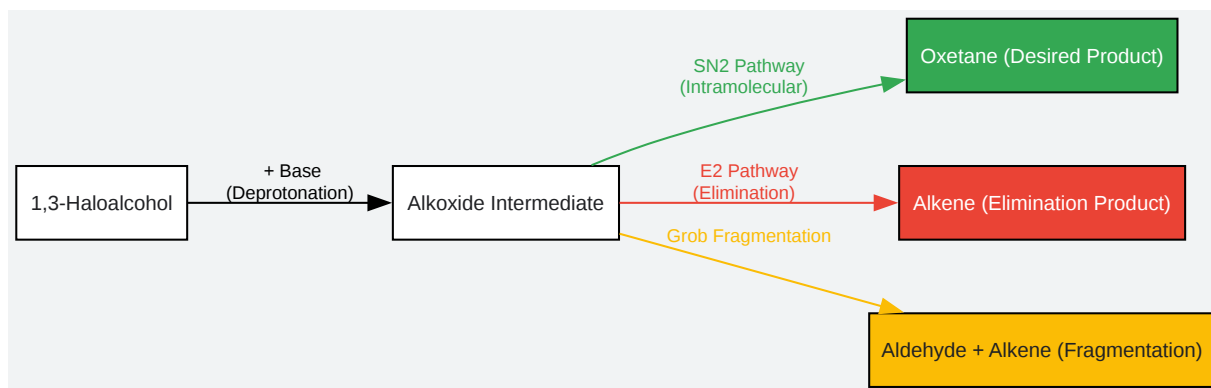 Oxetane (Desired Product)
SN2 Pathway
(Intramolecular)
+ Base
(Deprotonation)
E2 Pathway
(Elimination)
1,3-Haloalcohol
Alkoxide Intermediate
Alkene (Elimination Product)
Grob Fragmentation
Aldehyde + Alkene (Fragmentation)